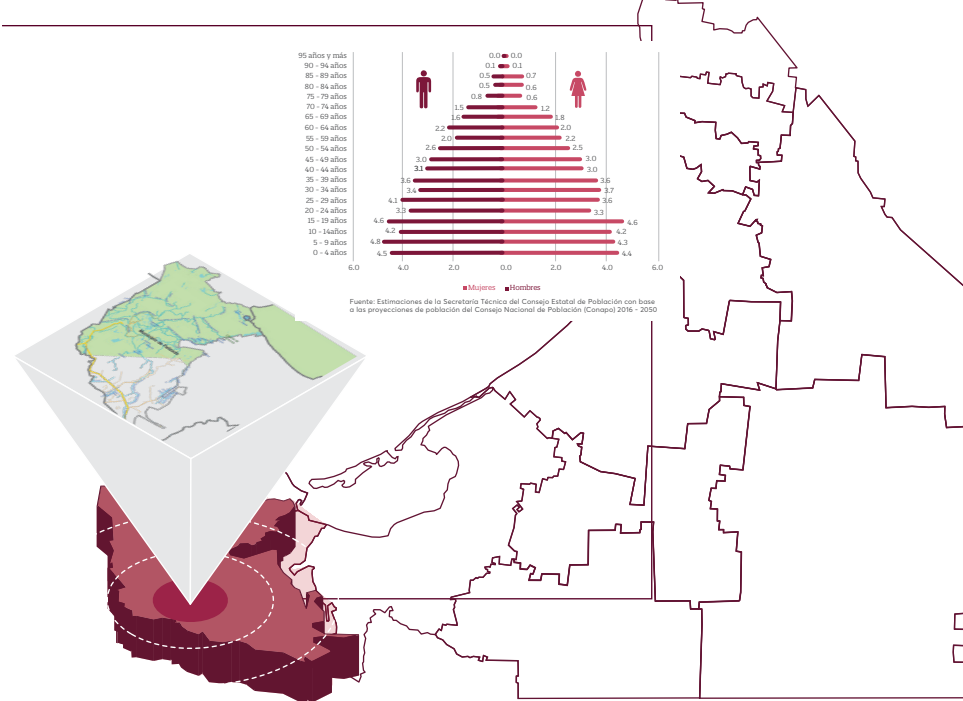 95 años y más 0.0 0.0
90 - 94 años 0.1 0.1
85 - 89 años 0.5 0.7
80 - 84 años 0.5 0.6
75 - 79 años 0.8 0.6
70 - 74 años 1.5 1.2
65 - 69 años 1.6 1.8
60 - 64 años 2.2 2.0
55 - 59 años 2.0 2.2
50 - 54 años 2.6 2.5
45 - 49 años 3.0 3.0
40 - 44 años 3.1 3.0
35 - 39 años 3.6 3.6
30 - 34 años 3.4 3.7
25 - 29 años 4.1 3.6
20 - 24 años 3.3 3.3
15 - 19 años 4.6 4.6
10 - 14años 4.2 4.2
5 - 9 años 4.8 4.3
0 - 4 años 4.5 4.4
6.0 4.0 2.0 0.0 2.0 4.0 6.0
Mujeres Hombres
Fuente: Estimaciones de la Secretaría Técnica del Consejo Estatal de Población con base
a las proyecciones de población del Consejo Nacional de Población (Conapo) 2016 - 2050